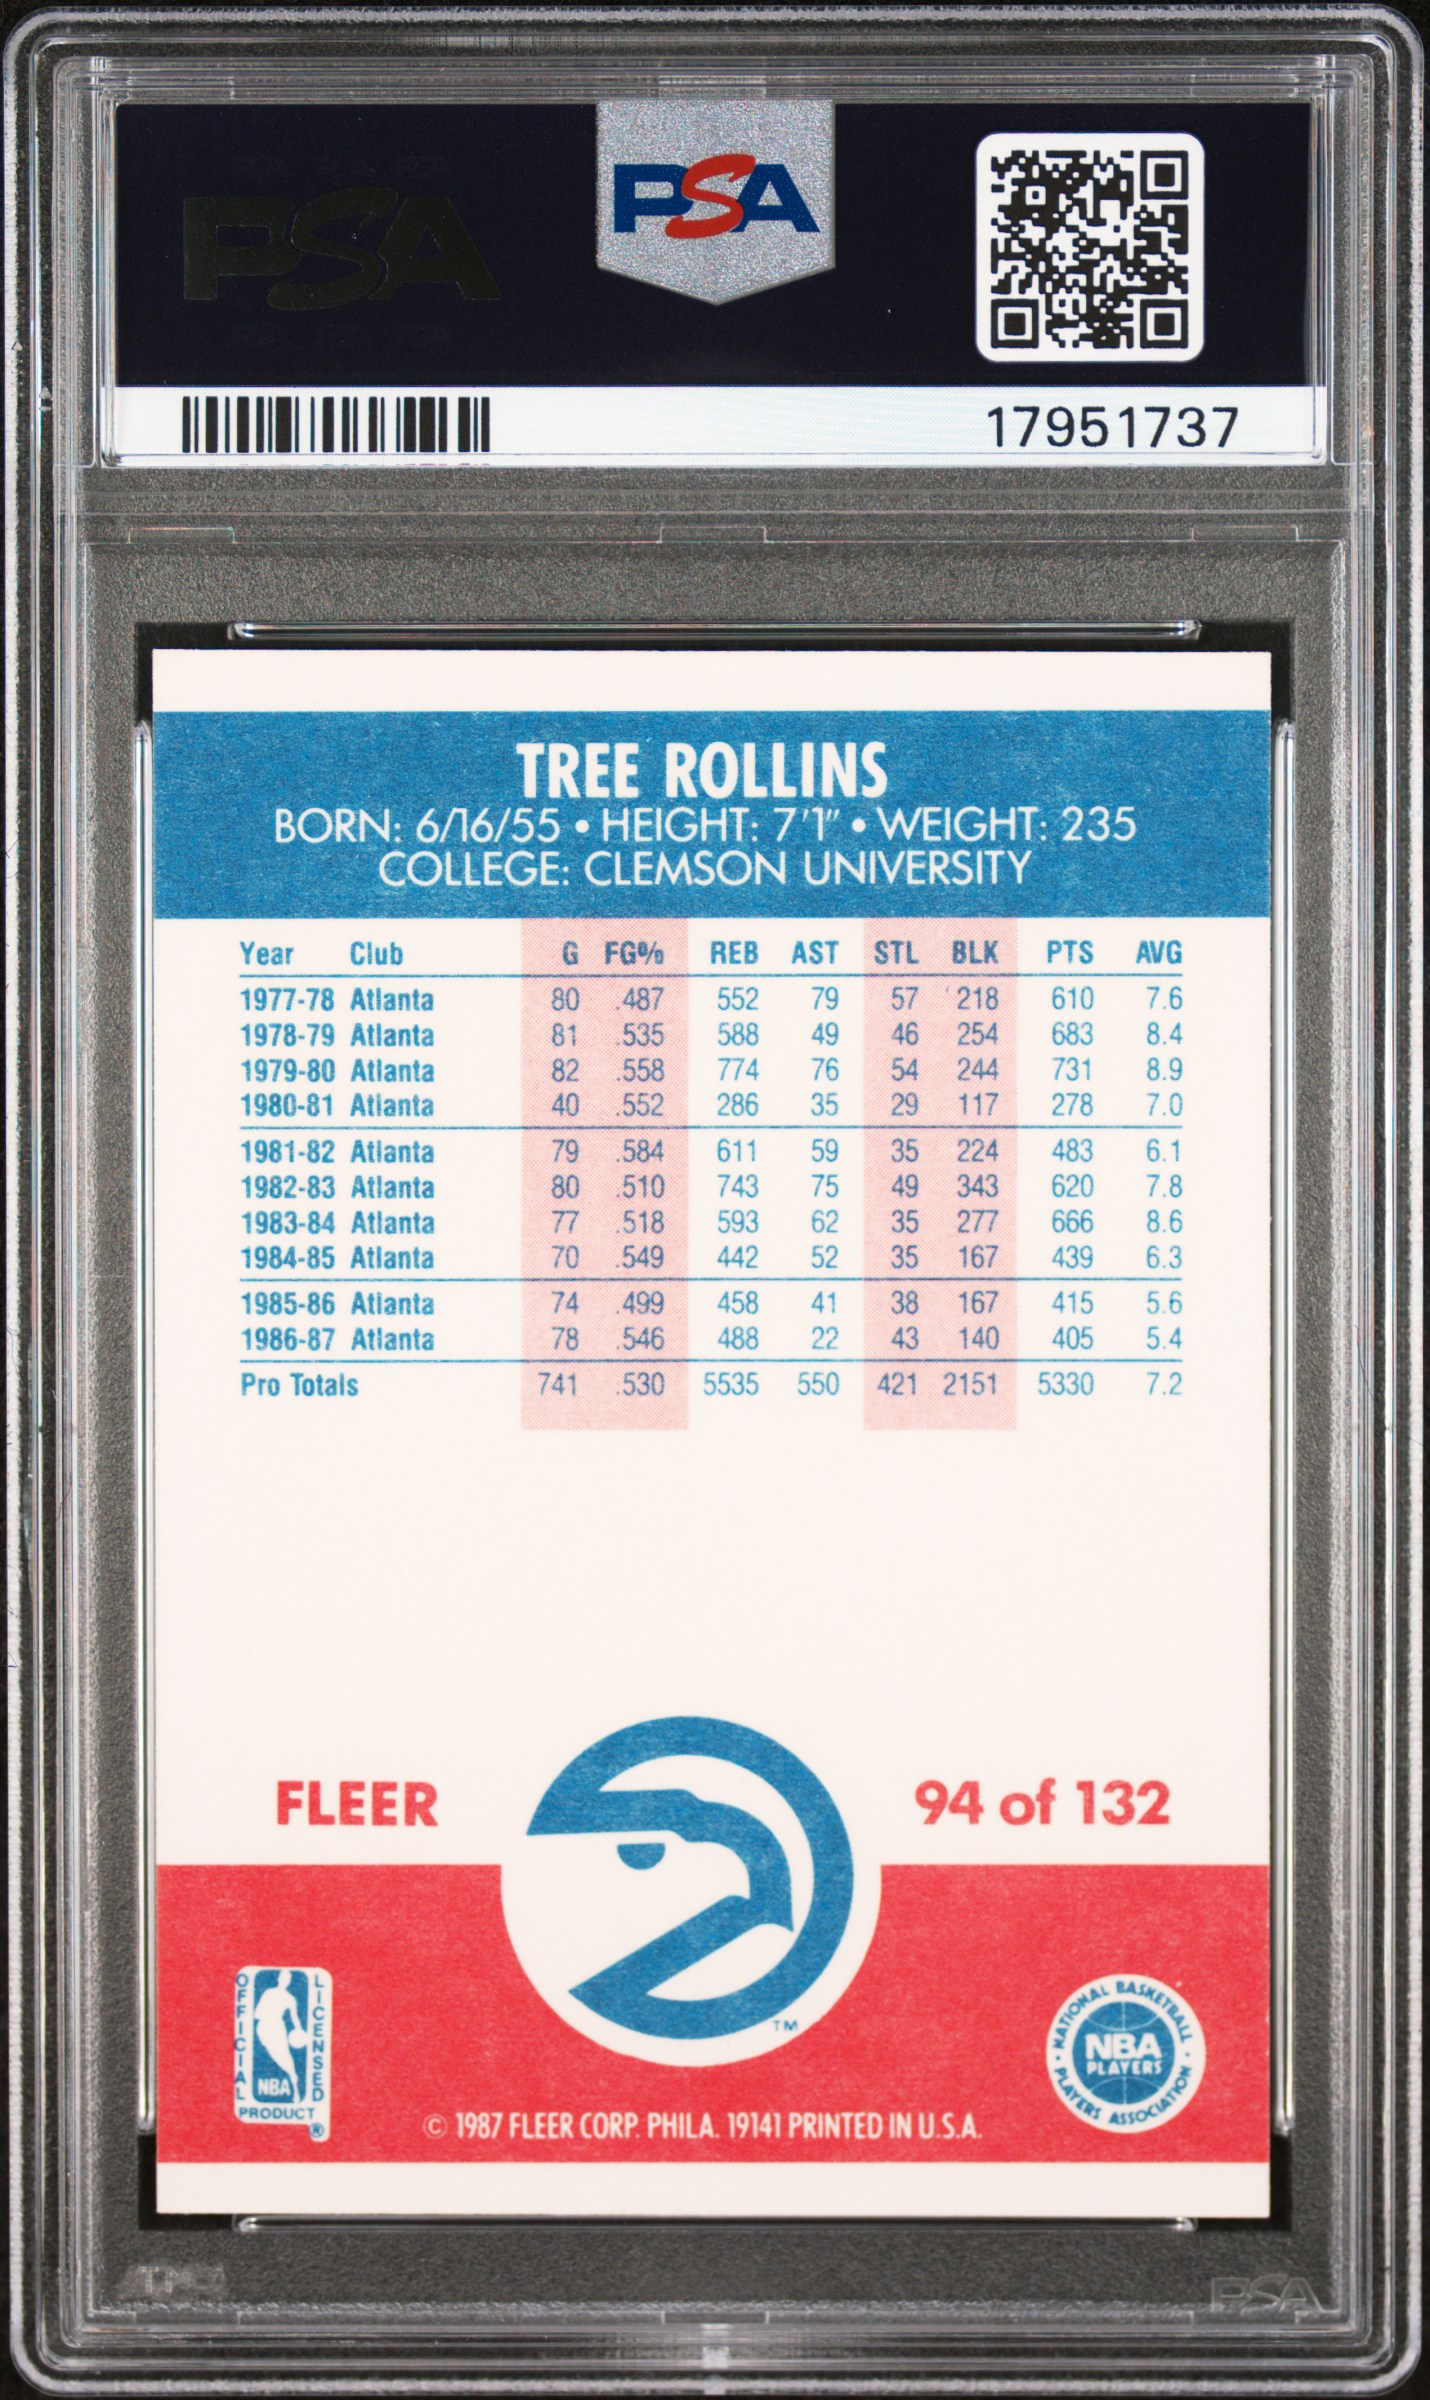 PSA
PSA
17951737
TREE ROLLINS
BORN: 6/16/55 • HEIGHT: 7'1" • WEIGHT: 235
COLLEGE: CLEMSON UNIVERSITY
Year Club G FG% REB AST STL BLK PTS AVG
1977-78 Atlanta 80 .487 552 79 57 218 610 7.6
1978-79 Atlanta 81 .535 588 49 46 254 683 8.4
1979-80 Atlanta 82 .558 774 76 54 244 731 8.9
1980-81 Atlanta 40 .552 286 35 29 117 278 7.0
1981-82 Atlanta 79 .584 611 59 35 224 483 6.1
1982-83 Atlanta 80 .510 743 75 49 343 620 7.8
1983-84 Atlanta 77 .518 593 62 35 277 666 8.6
1984-85 Atlanta 70 .549 442 52 35 167 439 6.3
1985-86 Atlanta 74 .499 458 41 38 167 415 5.6
1986-87 Atlanta 78 .546 488 22 43 140 405 5.4
Pro Totals 741 .530 5535 550 421 2151 5330 7.2
FLEER
94 of 132
TM
OFFICIAL LICENSED
NBA
PRODUCT
®
NATIONAL BASKETBALL
NBA
PLAYERS
PLAYERS ASSOCIATION
© 1987 FLEER CORP. PHILA. 19141 PRINTED IN U.S.A.
PSA